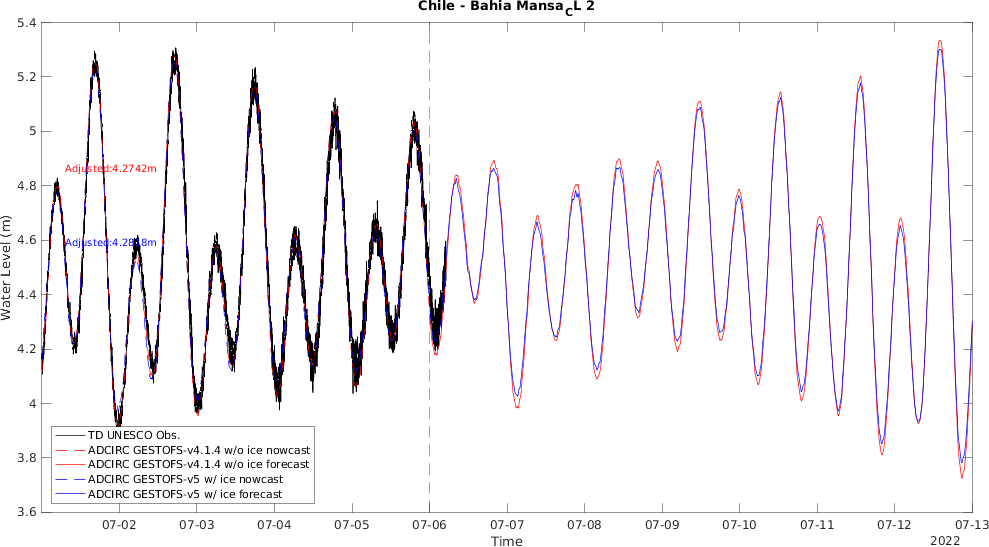 Chile - Bahia Mansa_CL 2
5.4
5.2
5
4.8
4.6
4.4
4.2
4
3.8
3.6
Water Level (m)
Adjusted:4.2742m
TD UNESCO Obs.
ADCIRC GESTOFS-v4.1.4 w/o ice nowcast
ADCIRC GESTOFS-v4.1.4 w/o ice forecast
ADCIRC GESTOFS-v5 w/ ice nowcast
ADCIRC GESTOFS-v5 w/ ice forecast
07-02 07-03 07-04 07-05 07-06 07-07 07-08 07-09 07-10 07-11 07-12 07-13
Time
2022